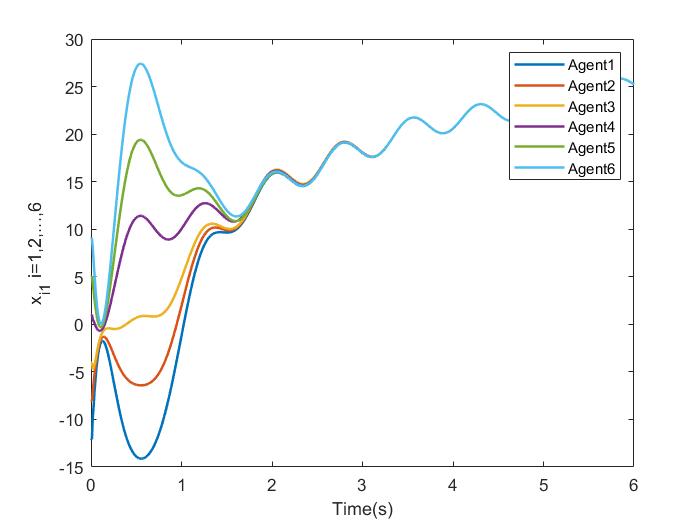 30
25
20
15
10
5
0
-5
-10
-15
0 1 2 3 4 5 6
Time(s)
x_{i1} i=1,2,...,6
Agent1
Agent2
Agent3
Agent4
Agent5
Agent6